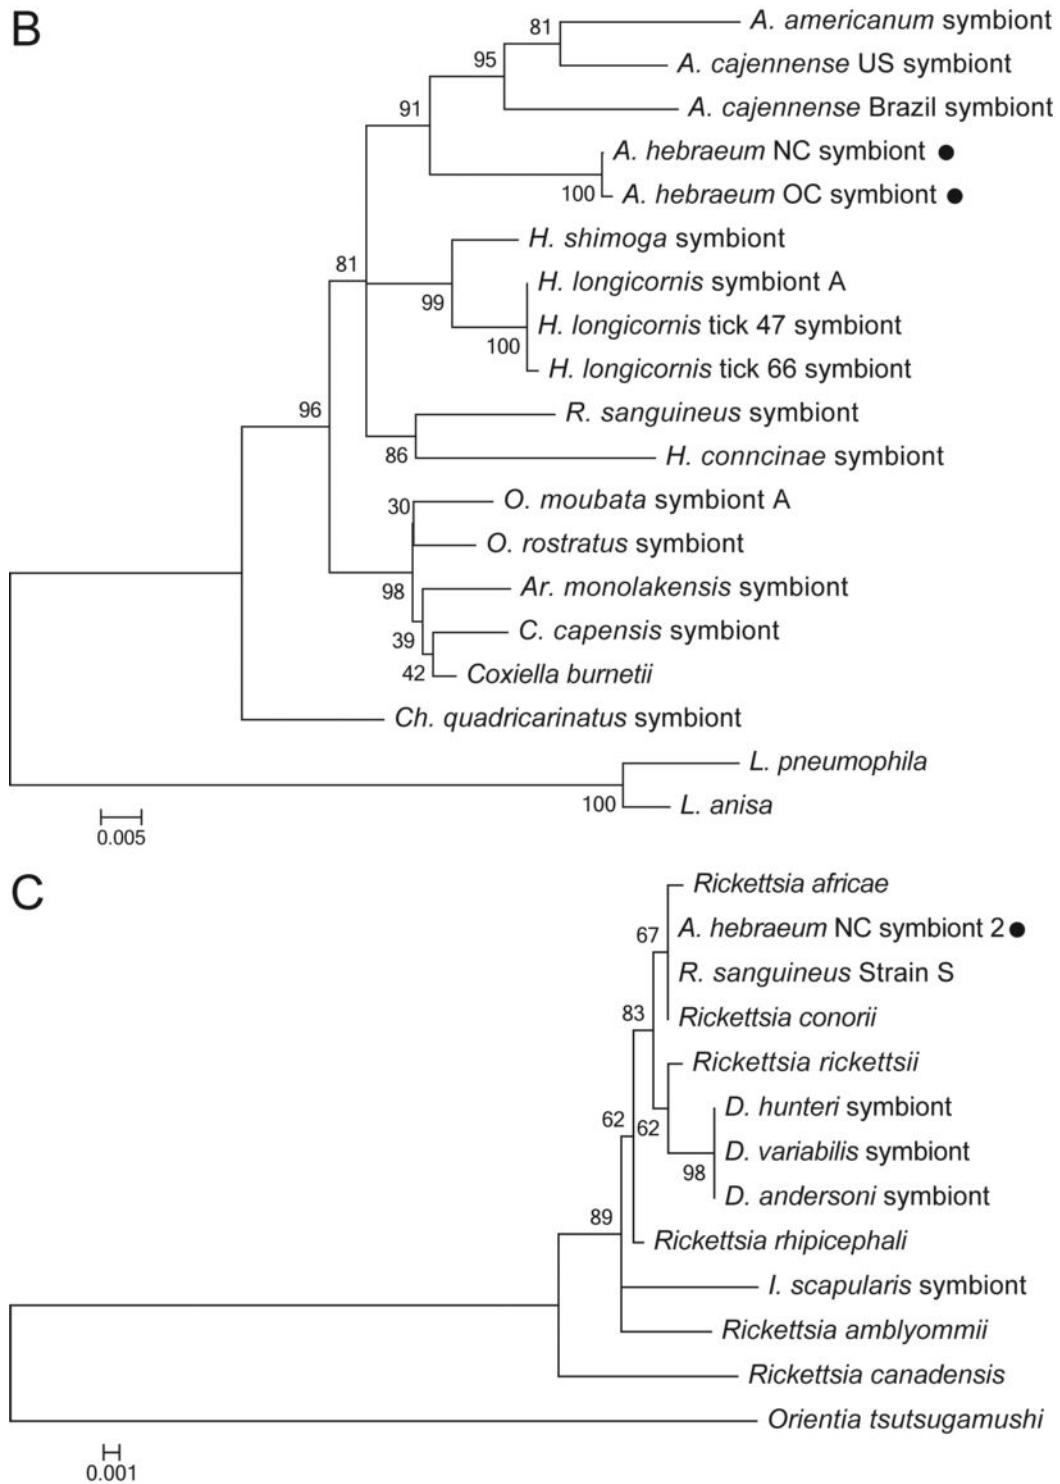 B
A. americanum symbiont
81
A. cajennense US symbiont
95
A. cajennense Brazil symbiont
91
A. hebraeum NC symbiont ●
A. hebraeum OC symbiont ●
100
H. shimoga symbiont
81
H. longicornis symbiont A
99
H. longicornis tick 47 symbiont
100
H. longicornis tick 66 symbiont
96
R. sanguineus symbiont
86
H. conncinae symbiont
O. moubata symbiont A
30
O. rostratus symbiont
98
Ar. monolakensis symbiont
39
C. capensis symbiont
42
Coxiella burnetii
Ch. quadricarinatus symbiont
L. pneumophila
100
L. anisa
0.005
C
Rickettsia africae
67
A. hebraeum NC symbiont 2 ●
R. sanguineus Strain S
83
Rickettsia conorii
Rickettsia rickettsii
62
62
D. hunteri symbiont
D. variabilis symbiont
98
D. andersoni symbiont
89
Rickettsia rhipicephali
I. scapularis symbiont
Rickettsia amblyommii
Rickettsia canadensis
Orientia tsutsugamushi
0.001